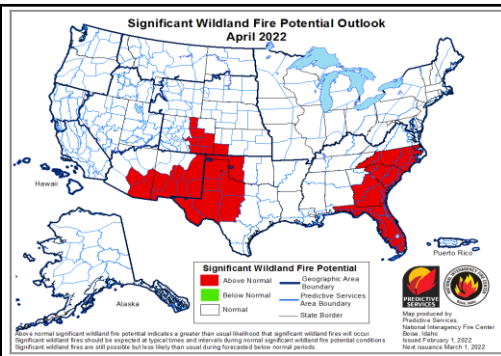 Significant Wildland Fire Potential Outlook
April 2022
Hawaii
Alaska
Puerto Rico
Significant Wildland Fire Potential
Above Normal
Below Normal
Normal
Geographic Area
Boundary
Predictive Services
Area Boundary
State Border
PREDICTIVE
SERVICES
Map produced by
Predictive Services,
National Interagency Fire Center
Boise, Idaho
Issued February 1, 2022
Next issuance March 1, 2022
Above normal significant wildland fire potential indicates a greater than usual likelihood that significant wildland fires will occur.
Significant wildland fires should be expected at typical times and intervals during normal significant wildland fire potential conditions.
Significant wildland fires are still possible but less likely than usual during forecasted below normal periods.